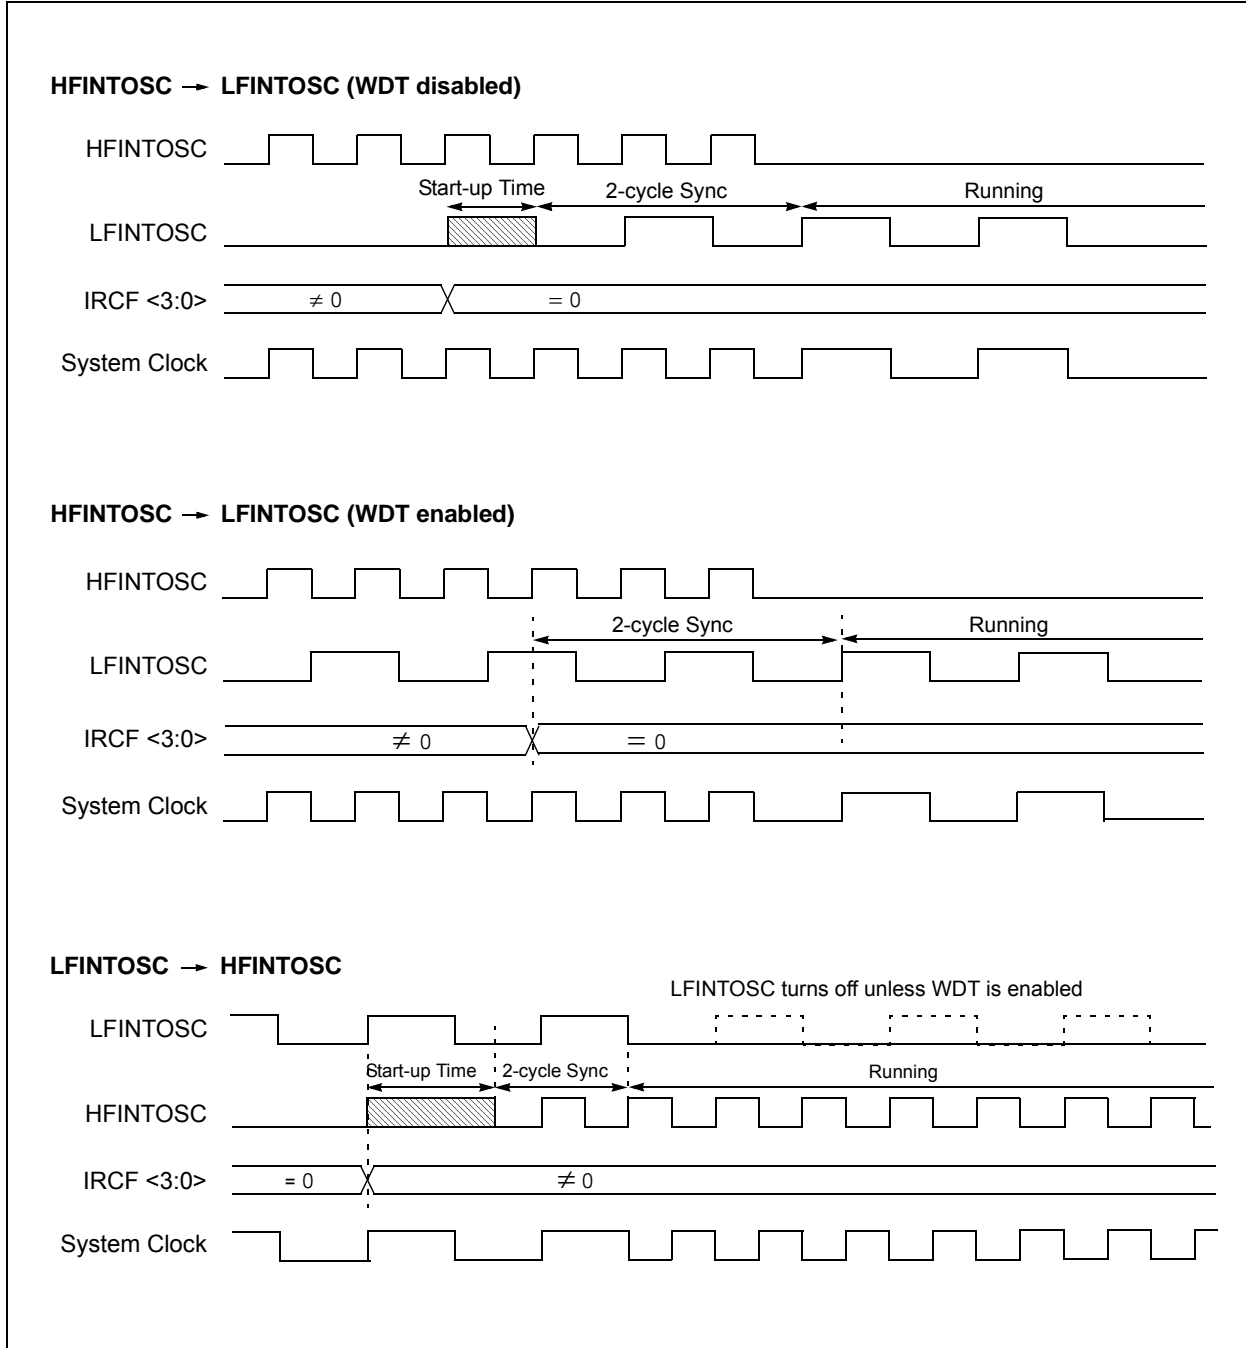 HFINTOSC → LFINTOSC (WDT disabled)
HFINTOSC
Start-up Time 2-cycle Sync Running
LFINTOSC
IRCF <3:0> ≠ 0 = 0
System Clock
HFINTOSC → LFINTOSC (WDT enabled)
HFINTOSC
2-cycle Sync Running
LFINTOSC
IRCF <3:0> ≠ 0 = 0
System Clock
LFINTOSC → HFINTOSC
LFINTOSC turns off unless WDT is enabled
LFINTOSC
Start-up Time 2-cycle Sync Running
HFINTOSC
IRCF <3:0> = 0 ≠ 0
System Clock